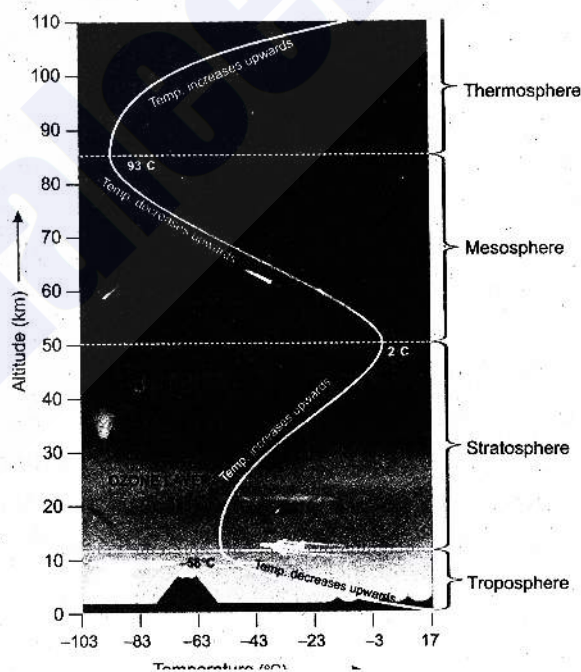 110
100
90
80
70
60
50
40
30
20
10
0
Altitude (km)
Temp. increases upwards
93 C
Temp. decreases upwards
2 C
Temp. increases upwards
OZONE LAYER
-58°C
Temp. decreases upwards
Thermosphere
Mesosphere
Stratosphere
Troposphere
–103 –83 –63 –43 –23 –3 17
Temperature (°C)